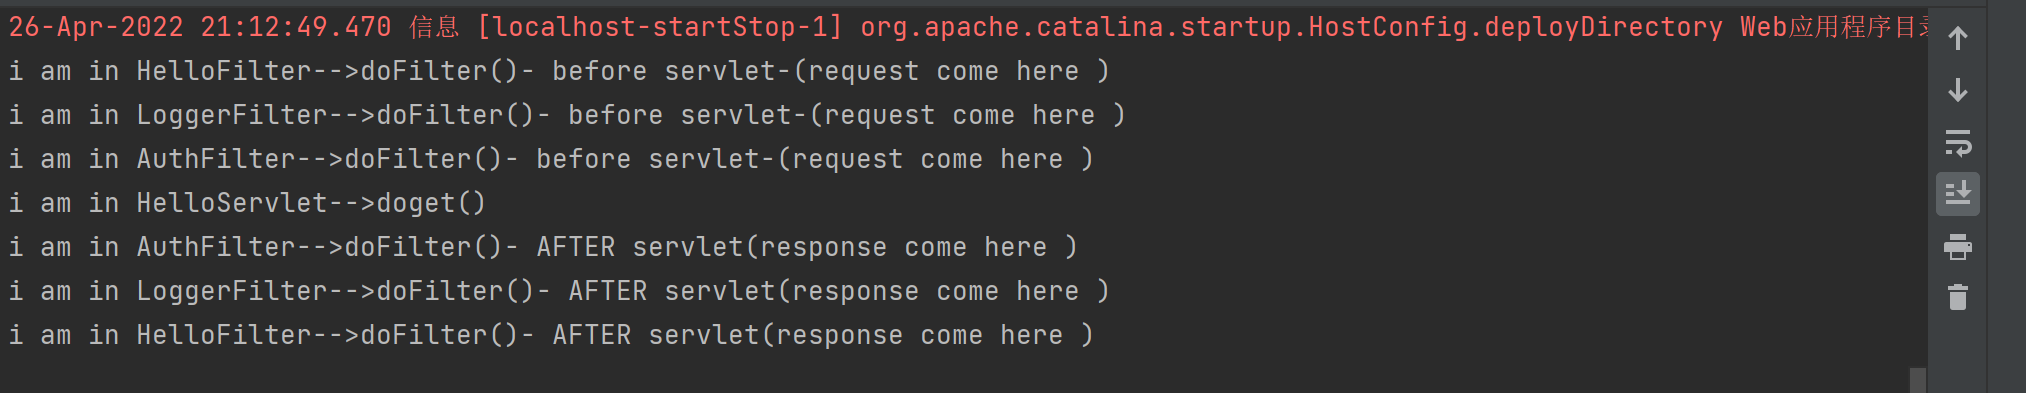 26-Apr-2022 21:12:49.470 信息 [localhost-startStop-1] org.apache.catalina.startup.HostConfig.deployDirectory Web应用程序目录
i am in HelloFilter-->doFilter()- before servlet-(request come here )
i am in LoggerFilter-->doFilter()- before servlet-(request come here )
i am in AuthFilter-->doFilter()- before servlet-(request come here )
i am in HelloServlet-->doget()
i am in AuthFilter-->doFilter()- AFTER servlet(response come here )
i am in LoggerFilter-->doFilter()- AFTER servlet(response come here )
i am in HelloFilter-->doFilter()- AFTER servlet(response come here )